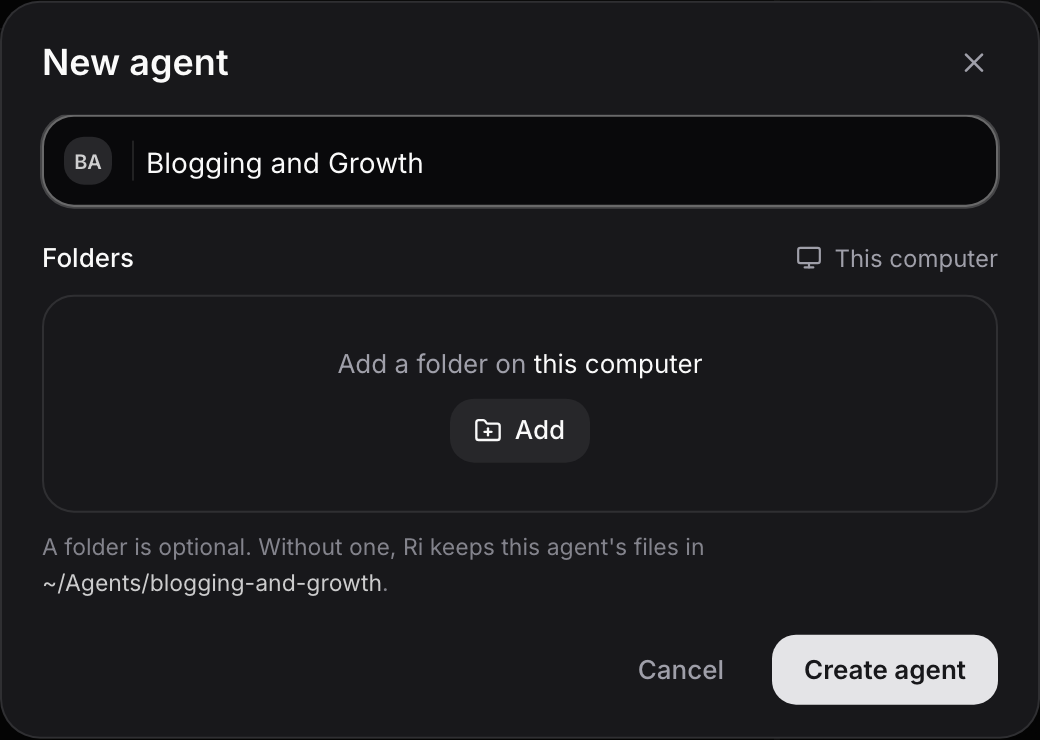 New agent
BA
Blogging and Growth
Folders
This computer
Add a folder on this computer
Add
A folder is optional. Without one, Ri keeps this agent's files in
~/Agents/blogging-and-growth.
Cancel
Create agent